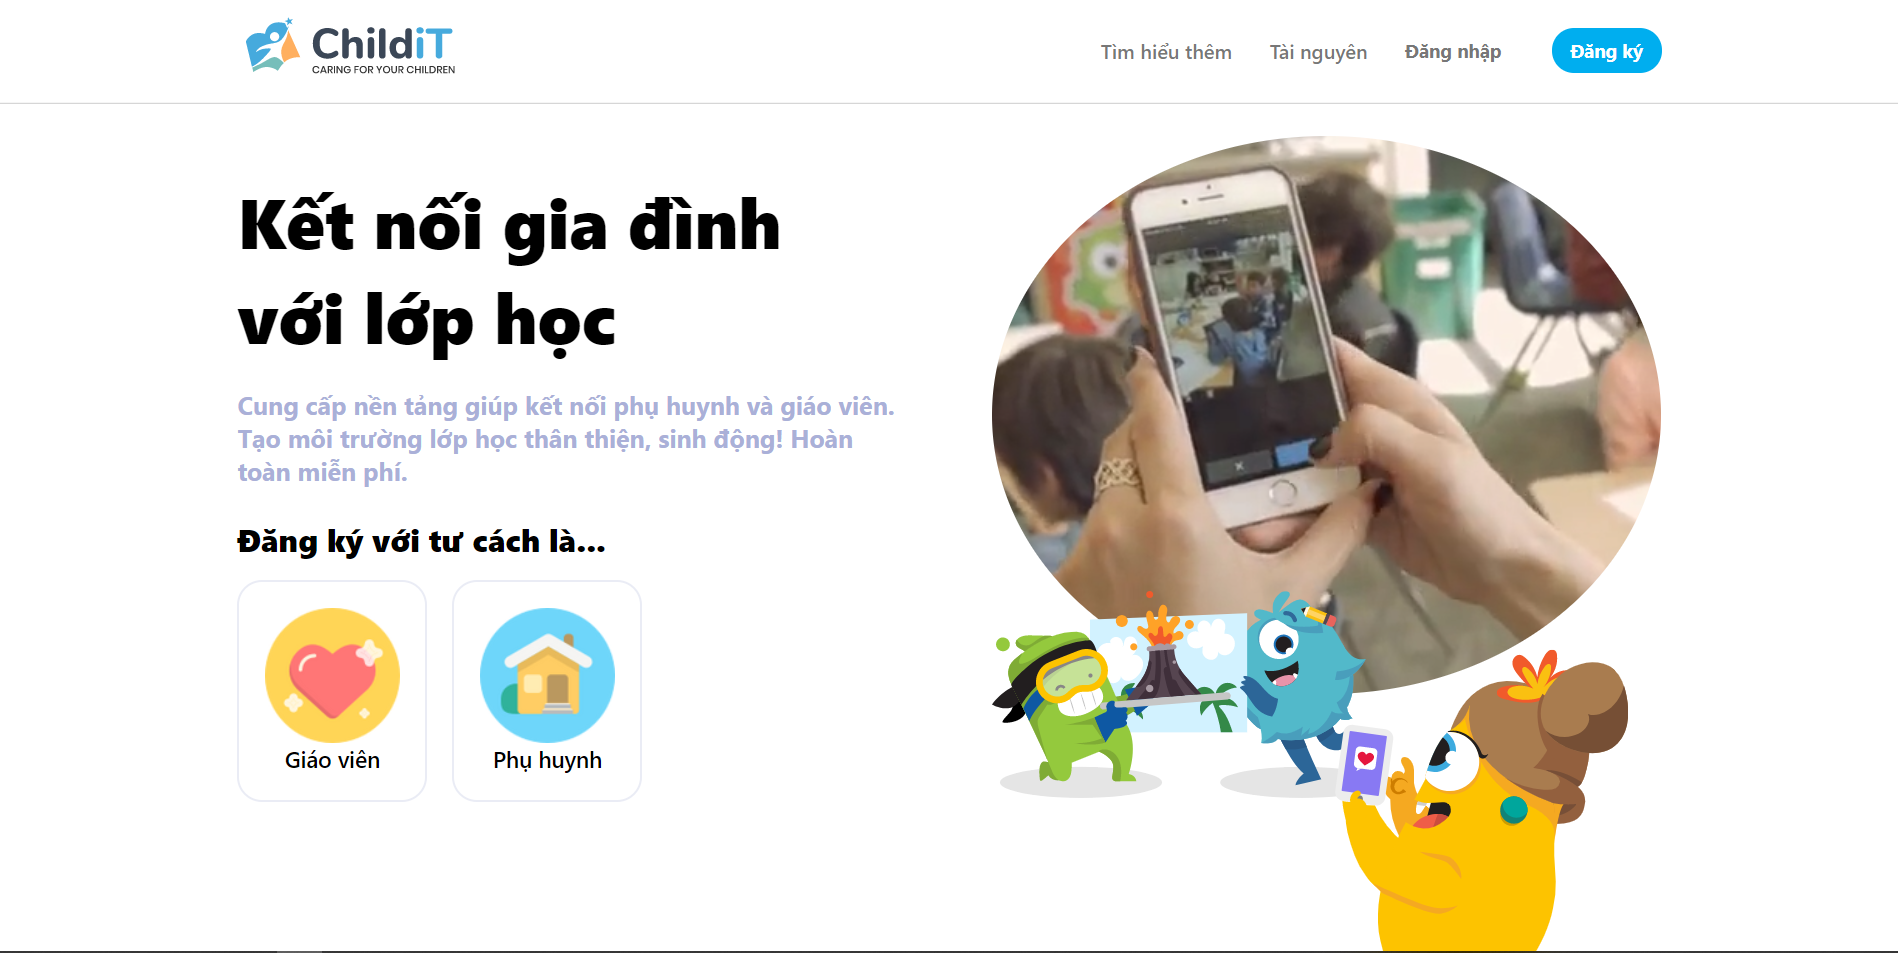 ChildiT
CARING FOR YOUR CHILDREN
Tìm hiểu thêm
Tài nguyên
Đăng nhập
Đăng ký
Kết nối gia đình
với lớp học
Cung cấp nền tảng giúp kết nối phụ huynh và giáo viên.
Tạo môi trường lớp học thân thiện, sinh động! Hoàn
toàn miễn phí.
Đăng ký với tư cách là...
Giáo viên
Phụ huynh